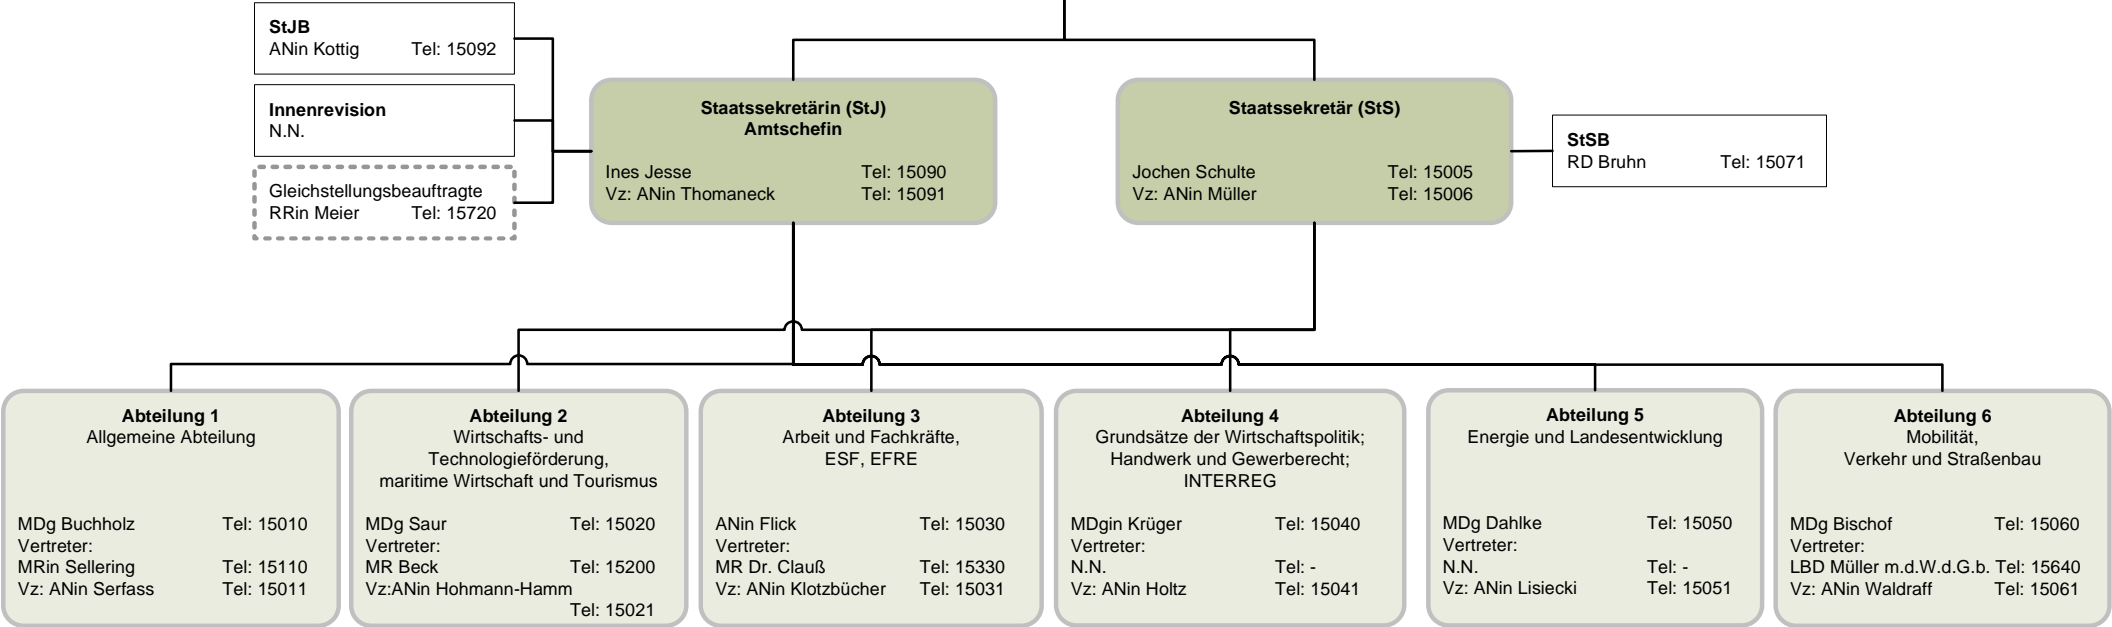 StJB
ANin Kottig Tel: 15092
Innenrevision
N.N.
Gleichstellungsbeauftragte
RRin Meier Tel: 15720
Staatssekretärin (StJ)
Amtschefin
Ines Jesse Tel: 15090
Vz: ANin Thomaneck Tel: 15091
Staatssekretär (StS)
Jochen Schulte Tel: 15005
Vz: ANin Müller Tel: 15006
StSB
RD Bruhn Tel: 15071
Abteilung 1
Allgemeine Abteilung
MDg Buchholz Tel: 15010
Vertreter:
MRin Sellering Tel: 15110
Vz: ANin Serfass Tel: 15011
Abteilung 2
Wirtschafts- und
Technologieförderung,
maritime Wirtschaft und Tourismus
MDg Saur Tel: 15020
Vertreter:
MR Beck Tel: 15200
Vz:ANin Hohmann-Hamm
Tel: 15021
Abteilung 3
Arbeit und Fachkräfte,
ESF, EFRE
ANin Flick Tel: 15030
Vertreter:
MR Dr. Clauß Tel: 15330
Vz: ANin Klotzbücher Tel: 15031
Abteilung 4
Grundsätze der Wirtschaftspolitik;
Handwerk und Gewerberecht;
INTERREG
MDgin Krüger Tel: 15040
Vertreter:
N.N. Tel: -
Vz: ANin Holtz Tel: 15041
Abteilung 5
Energie und Landesentwicklung
MDg Dahlke Tel: 15050
Vertreter:
N.N. Tel: -
Vz: ANin Lisiecki Tel: 15051
Abteilung 6
Mobilität,
Verkehr und Straßenbau
MDg Bischof Tel: 15060
Vertreter:
LBD Müller m.d.W.d.G.b. Tel: 15640
Vz: ANin Waldraff Tel: 15061